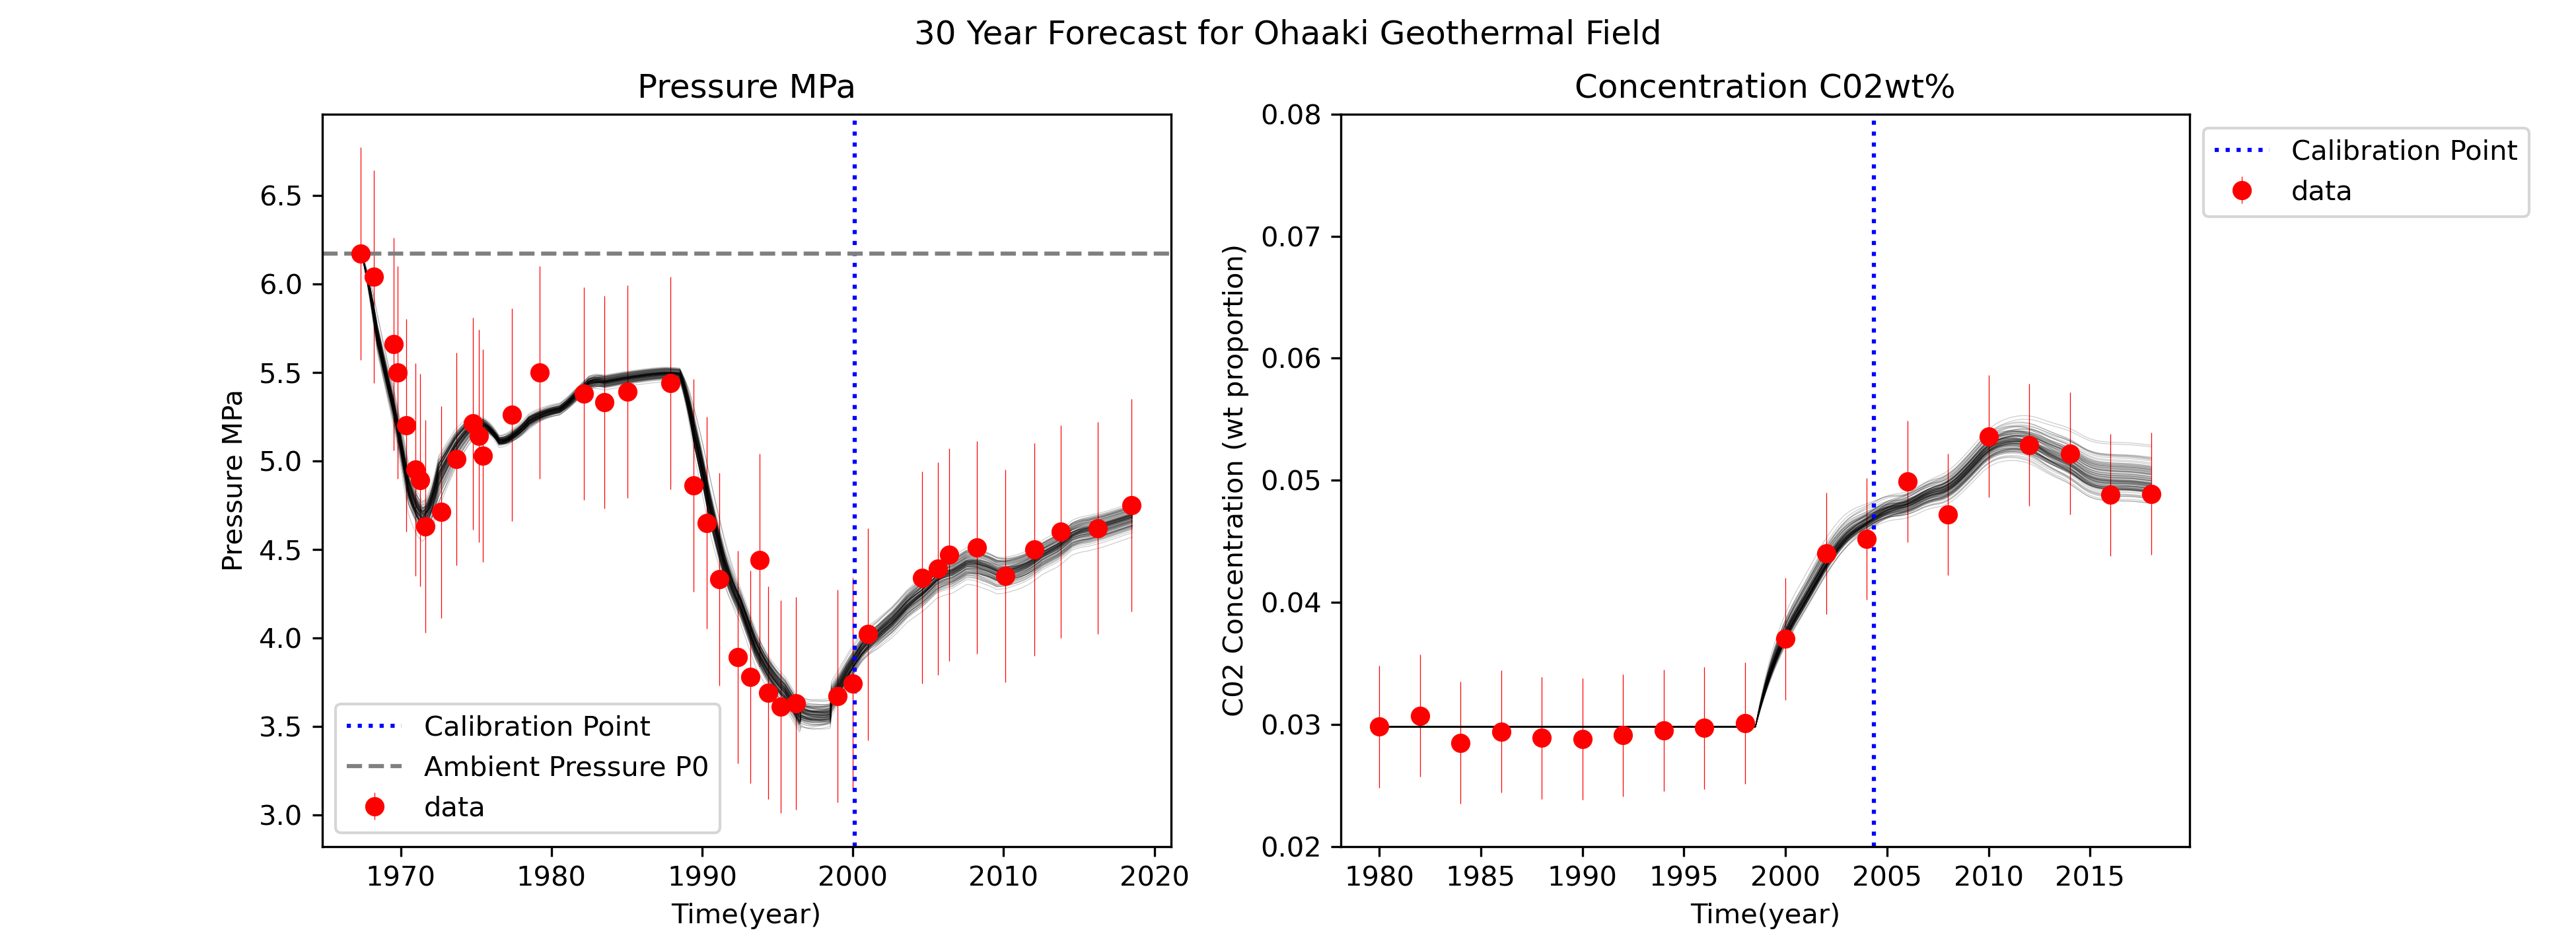 30 Year Forecast for Ohaaki Geothermal Field
Pressure MPa
Pressure MPa
6.5
6.0
5.5
5.0
4.5
4.0
3.5
3.0
Calibration Point
Ambient Pressure P0
data
1970 1980 1990 2000 2010 2020
Time(year)
Concentration C02wt%
C02 Concentration (wt proportion)
0.08
0.07
0.06
0.05
0.04
0.03
0.02
1980 1985 1990 1995 2000 2005 2010 2015
Time(year)
Calibration Point
data